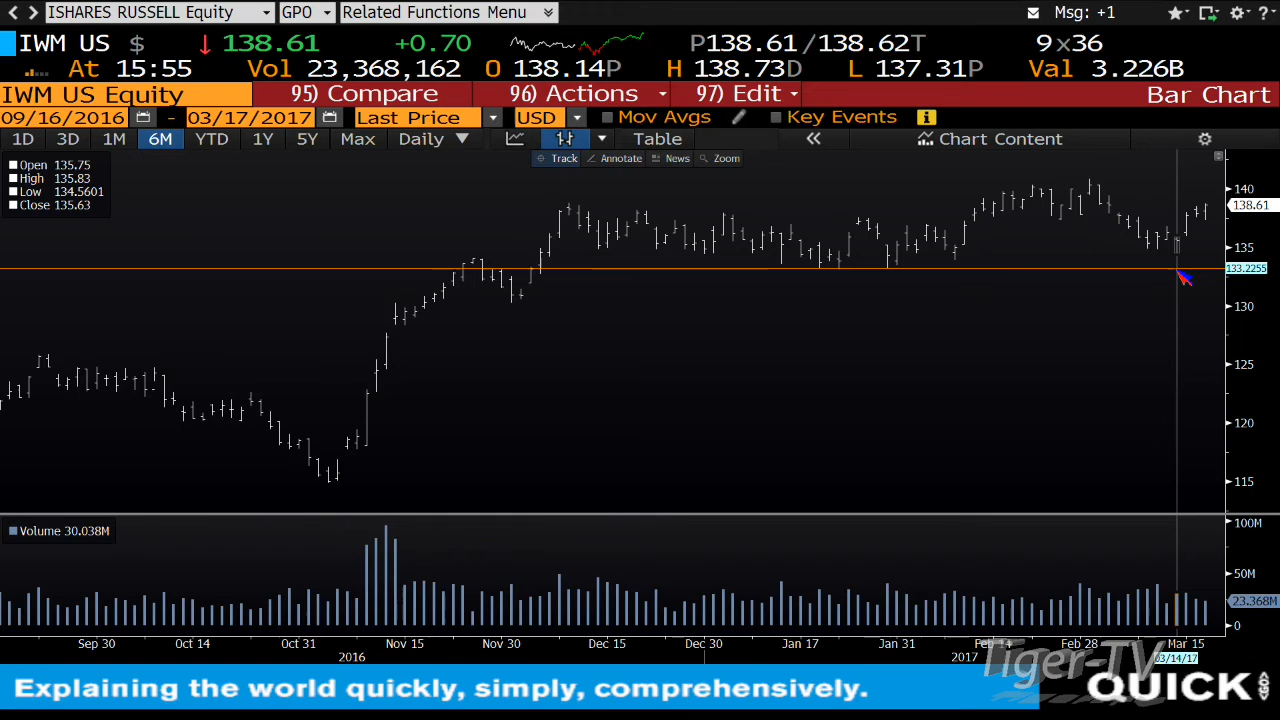 ISHARES RUSSELL Equity GPO Related Functions Menu Msg: +1
IWM US $ ↓ 138.61 +0.70 P138.61/138.62T 9x36
At 15:55 Vol 23,368,162 O 138.14P H 138.73D L 137.31P Val 3.226B
IWM US Equity 95) Compare 96) Actions 97) Edit Bar Chart
09/16/2016 - 03/17/2017 Last Price USD Mov Avgs Key Events
1D 3D 1M 6M YTD 1Y 5Y Max Daily ▼ Table « Chart Content
Track Annotate News Zoom
Open 135.75
High 135.83
Low 134.5601
Close 135.63
140
138.61
135
133.2255
130
125
120
115
Volume 30.038M
100M
50M
23.368M
0
Sep 30 Oct 14 Oct 31 Nov 15 Nov 30 Dec 15 Dec 30 Jan 17 Jan 31 Feb 14 Feb 28 Mar 15
2016 2017 03/14/17
Tiger-TV
Explaining the world quickly, simply, comprehensively.
QUICK
GO